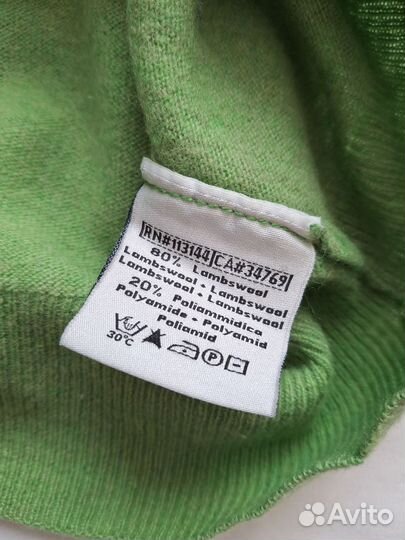 RN#113144 CA#34769
80% Lambswool
Lambswool - Lambswool
Lambswool - Lambswool
20% Poliammidica
Polyamide - Polyamid
Poliamid
30°C P
Avito